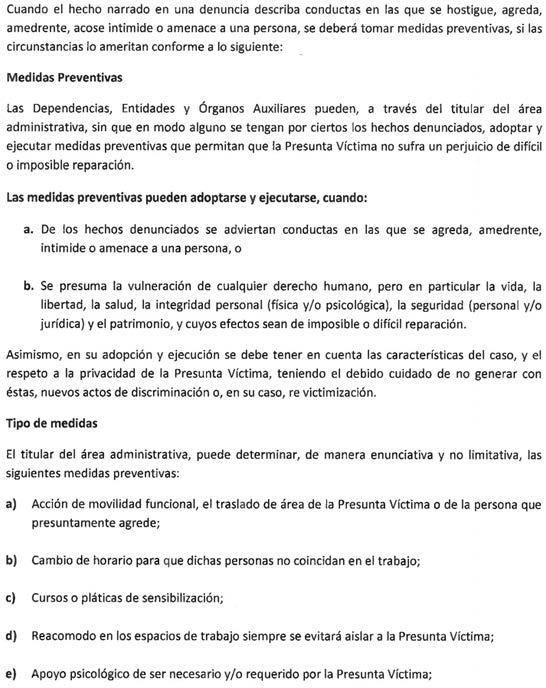 Cuando el hecho narrado en una denuncia describa conductas en las que se hostigue, agreda,
amedrente, acose intimide o amenace a una persona, se deberá tomar medidas preventivas, si las
circunstancias lo ameritan conforme a lo siguiente:
Medidas Preventivas
Las Dependencias, Entidades y Órganos Auxiliares pueden, a través del titular del área
administrativa, sin que en modo alguno se tengan por ciertos los hechos denunciados, adoptar y
ejecutar medidas preventivas que permitan que la Presunta Víctima no sufra un perjuicio de difícil
o imposible reparación.
Las medidas preventivas pueden adoptarse y ejecutarse, cuando:
a. De los hechos denunciados se adviertan conductas en las que se agreda, amedrente,
intimide o amenace a una persona, o
b. Se presuma la vulneración de cualquier derecho humano, pero en particular la vida, la
libertad, la salud, la integridad personal (física y/o psicológica), la seguridad (personal y/o
jurídica) y el patrimonio, y cuyos efectos sean de imposible o difícil reparación.
Asimismo, en su adopción y ejecución se debe tener en cuenta las características del caso, y el
respeto a la privacidad de la Presunta Víctima, teniendo el debido cuidado de no generar con
éstas, nuevos actos de discriminación o, en su caso, re victimización.
Tipo de medidas
El titular del área administrativa, puede determinar, de manera enunciativa y no limitativa, las
siguientes medidas preventivas:
a) Acción de movilidad funcional, el traslado de área de la Presunta Víctima o de la persona que
presuntamente agrede;
b) Cambio de horario para que dichas personas no coincidan en el trabajo;
c) Cursos o pláticas de sensibilización;
d) Reacomodo en los espacios de trabajo siempre se evitará aislar a la Presunta Víctima;
e) Apoyo psicológico de ser necesario y/o requerido por la Presunta Víctima;